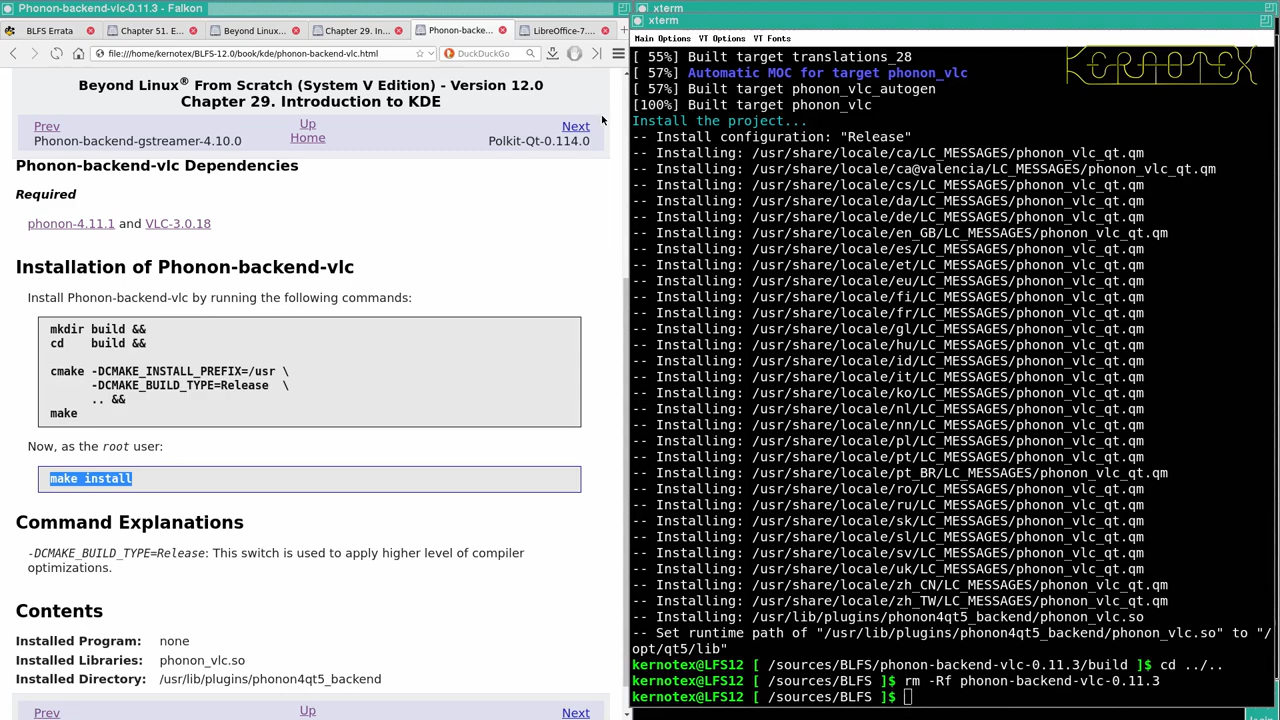 Phonon-backend-vlc-0.11.3 - Falkon
BLFS Errata
Chapter 51. E...
Beyond Linux...
Chapter 29. In...
Phonon-backe...
LibreOffice-7....
file:///home/kernotex/BLFS-12.0/book/kde/phonon-backend-vlc.html
DuckDuckGo
Beyond Linux® From Scratch (System V Edition) - Version 12.0
Chapter 29. Introduction to KDE
Prev
Up
Next
Phonon-backend-gstreamer-4.10.0
Home
Polkit-Qt-0.114.0
Phonon-backend-vlc Dependencies
Required
phonon-4.11.1 and VLC-3.0.18
Installation of Phonon-backend-vlc
Install Phonon-backend-vlc by running the following commands:
mkdir build &&
cd    build &&
cmake -DCMAKE_INSTALL_PREFIX=/usr \
-DCMAKE_BUILD_TYPE=Release  \
.. &&
make
Now, as the root user:
make install
Command Explanations
-DCMAKE_BUILD_TYPE=Release: This switch is used to apply higher level of compiler
optimizations.
Contents
Installed Program: none
Installed Libraries: phonon_vlc.so
Installed Directory: /usr/lib/plugins/phonon4qt5_backend
Prev
Up
Next
xterm
xterm
Main Options VT Options VT Fonts
KERNOTEX
[ 55%] Built target translations_28
[ 57%] Automatic MOC for target phonon_vlc
[ 57%] Built target phonon_vlc_autogen
[100%] Built target phonon_vlc
Install the project...
-- Install configuration: "Release"
-- Installing: /usr/share/locale/ca/LC_MESSAGES/phonon_vlc_qt.qm
-- Installing: /usr/share/locale/ca@valencia/LC_MESSAGES/phonon_vlc_qt.qm
-- Installing: /usr/share/locale/cs/LC_MESSAGES/phonon_vlc_qt.qm
-- Installing: /usr/share/locale/da/LC_MESSAGES/phonon_vlc_qt.qm
-- Installing: /usr/share/locale/de/LC_MESSAGES/phonon_vlc_qt.qm
-- Installing: /usr/share/locale/en_GB/LC_MESSAGES/phonon_vlc_qt.qm
-- Installing: /usr/share/locale/es/LC_MESSAGES/phonon_vlc_qt.qm
-- Installing: /usr/share/locale/et/LC_MESSAGES/phonon_vlc_qt.qm
-- Installing: /usr/share/locale/eu/LC_MESSAGES/phonon_vlc_qt.qm
-- Installing: /usr/share/locale/fi/LC_MESSAGES/phonon_vlc_qt.qm
-- Installing: /usr/share/locale/fr/LC_MESSAGES/phonon_vlc_qt.qm
-- Installing: /usr/share/locale/gl/LC_MESSAGES/phonon_vlc_qt.qm
-- Installing: /usr/share/locale/hu/LC_MESSAGES/phonon_vlc_qt.qm
-- Installing: /usr/share/locale/id/LC_MESSAGES/phonon_vlc_qt.qm
-- Installing: /usr/share/locale/it/LC_MESSAGES/phonon_vlc_qt.qm
-- Installing: /usr/share/locale/ko/LC_MESSAGES/phonon_vlc_qt.qm
-- Installing: /usr/share/locale/nl/LC_MESSAGES/phonon_vlc_qt.qm
-- Installing: /usr/share/locale/nn/LC_MESSAGES/phonon_vlc_qt.qm
-- Installing: /usr/share/locale/pl/LC_MESSAGES/phonon_vlc_qt.qm
-- Installing: /usr/share/locale/pt/LC_MESSAGES/phonon_vlc_qt.qm
-- Installing: /usr/share/locale/pt_BR/LC_MESSAGES/phonon_vlc_qt.qm
-- Installing: /usr/share/locale/ro/LC_MESSAGES/phonon_vlc_qt.qm
-- Installing: /usr/share/locale/ru/LC_MESSAGES/phonon_vlc_qt.qm
-- Installing: /usr/share/locale/sk/LC_MESSAGES/phonon_vlc_qt.qm
-- Installing: /usr/share/locale/sl/LC_MESSAGES/phonon_vlc_qt.qm
-- Installing: /usr/share/locale/sv/LC_MESSAGES/phonon_vlc_qt.qm
-- Installing: /usr/share/locale/uk/LC_MESSAGES/phonon_vlc_qt.qm
-- Installing: /usr/share/locale/zh_CN/LC_MESSAGES/phonon_vlc_qt.qm
-- Installing: /usr/share/locale/zh_TW/LC_MESSAGES/phonon_vlc_qt.qm
-- Installing: /usr/lib/plugins/phonon4qt5_backend/phonon_vlc.so
-- Set runtime path of "/usr/lib/plugins/phonon4qt5_backend/phonon_vlc.so" to "/
opt/qt5/lib"
kernotex@LFS12 [ /sources/BLFS/phonon-backend-vlc-0.11.3/build ]$ cd ../..
kernotex@LFS12 [ /sources/BLFS ]$ rm -Rf phonon-backend-vlc-0.11.3
kernotex@LFS12 [ /sources/BLFS ]$